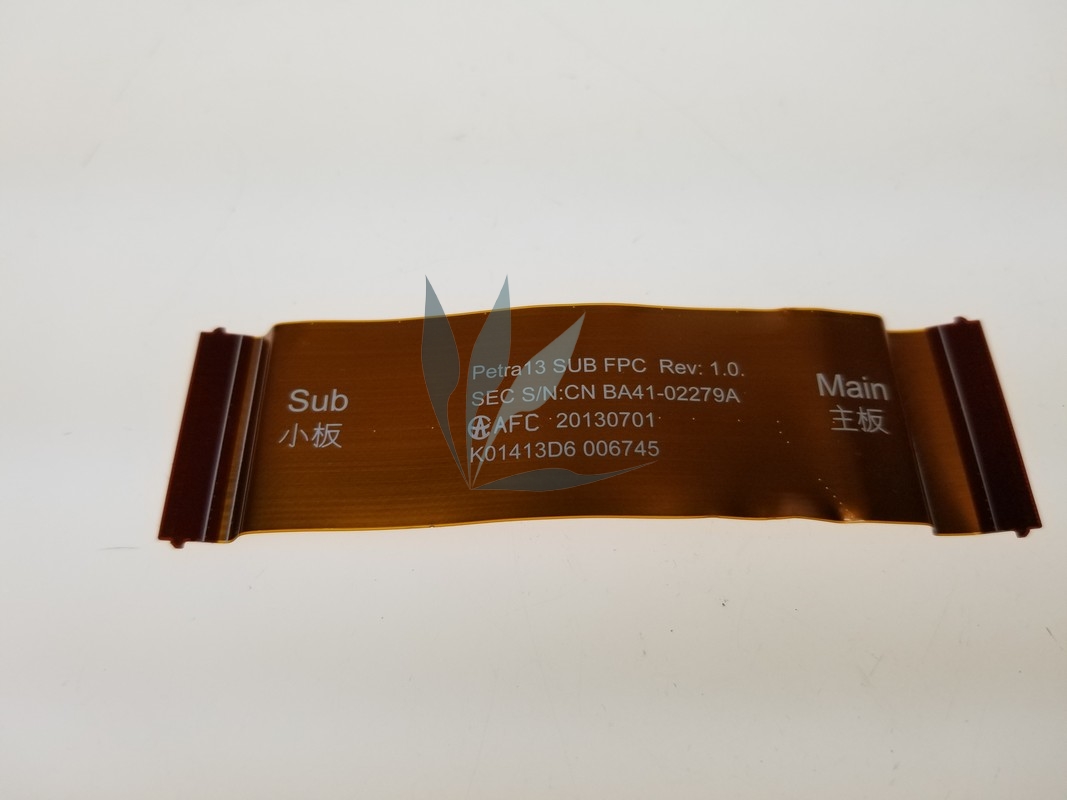 Sub
小板
Petra13 SUB FPC Rev: 1.0.
SEC S/N:CN BA41-02279A
AFC 20130701
K01413D6 006745
Main
主板